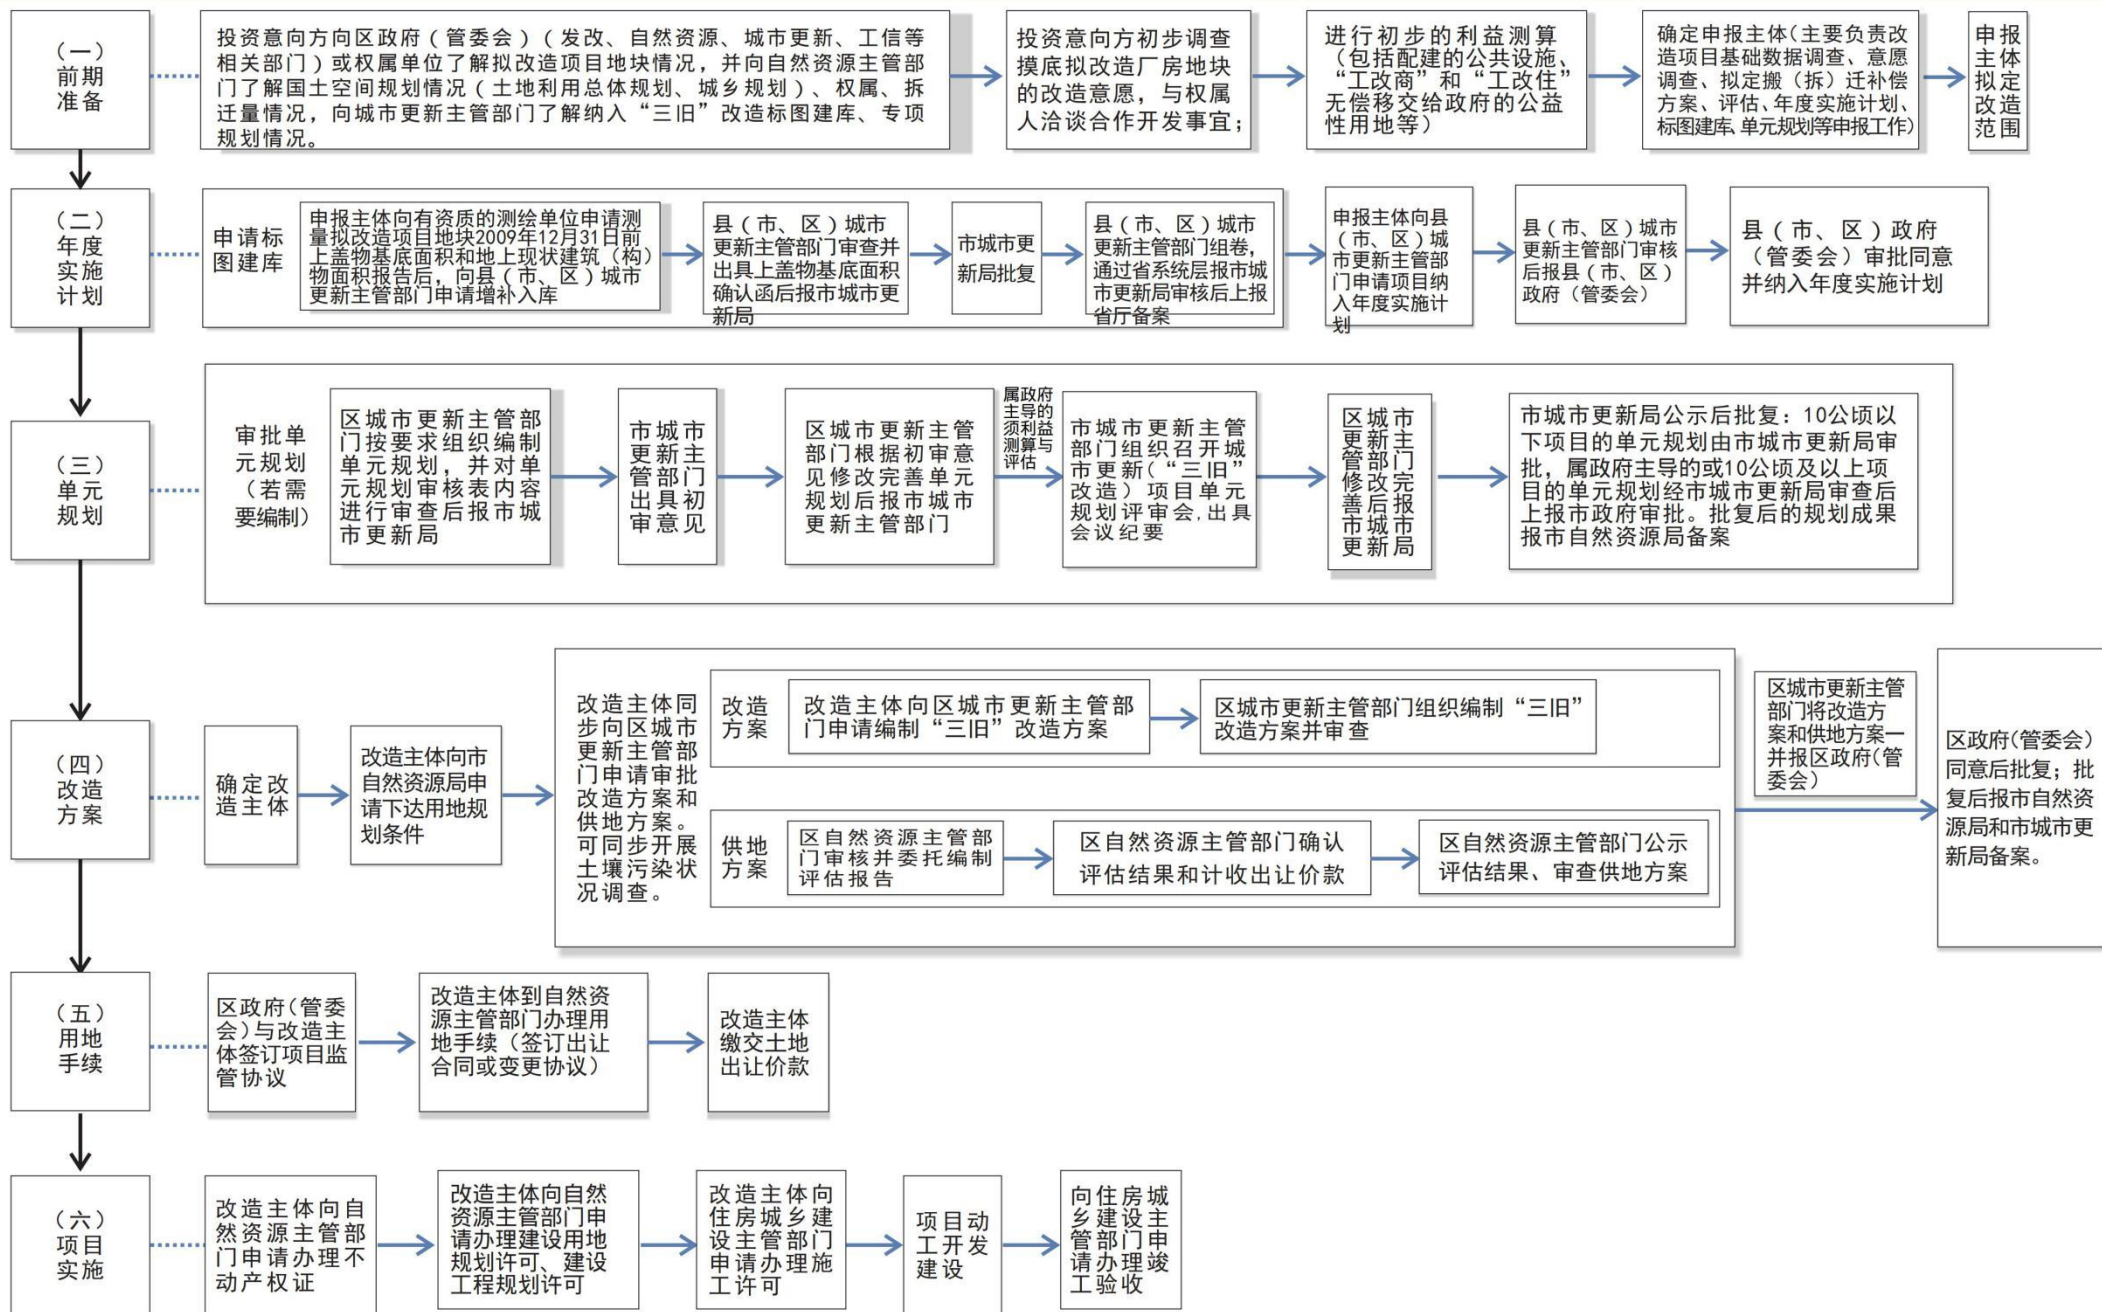 （一）
前期
准备
投资意向方向区政府（管委会）（发改、自然资源、城市更新、工信等
相关部门）或权属单位了解拟改造项目地块情况，并向自然资源主管部
门了解国土空间规划情况（土地利用总体规划、城乡规划）、权属、拆
迁量情况，向城市更新主管部门了解纳入“三旧”改造标图建库、专项
规划情况。
投资意向方初步调查
摸底拟改造厂房地块
的改造意愿，与权属
人洽谈合作开发事宜；
进行初步的利益测算
（包括配建的公共设施、
“工改商”和“工改住”
无偿移交给政府的公益
性用地等）
确定申报主体（主要负责改
造项目基础数据调查、意愿
调查、拟定搬（拆）迁补偿
方案、评估、年度实施计划、
标图建库、单元规划等申报工作）
申报
主体
拟定
改造
范围
（二）
年度
实施
计划
申请标
图建库
申报主体向有资质的测绘单位申请测
量拟改造项目地块2009年12月31日前
上盖物基底面积和地上现状建筑（构）
物面积报告后，向县（市、区）城市
更新主管部门申请增补入库
县（市、区）城市
更新主管部门审查并
出具上盖物基底面积
确认函后报市城市更
新局
市城市更
新局批复
县（市、区）城市
更新主管部门组卷，
通过省系统层报市城
市更新局审核后上报
省厅备案
申报主体向县
（市、区）城
市更新主管部
门申请项目纳
入年度实施计
划
县（市、区）城市
更新主管部门审核
后报县（市、区）
政府（管委会）
县（市、区）政府
（管委会）审批同意
并纳入年度实施计划
（三）
单元
规划
审批单
元规划
（若需
要编制）
区城市更新主管部
门按要求组织编制
单元规划，并对单
元规划审核表内容
进行审查后报市城
市更新局
市城市
更新主
管部门
出具初
审意见
区城市更新主管
部门根据初审意
见修改完善单元
规划后报市城市
更新主管部门
属政府
主导的
须利益
测算与
评估
市城市更新主管
部门组织召开城
市更新（“三旧”
改造）项目单元
规划评审会,出具
会议纪要
区城市
更新主
管部门
修改完
善后报
市城市
更新局
市城市更新局公示后批复：10公顷以
下项目的单元规划由市城市更新局审
批，属政府主导的或10公顷及以上项
目的单元规划经市城市更新局审查后
上报市政府审批。批复后的规划成果
报市自然资源局备案
（四）
改造
方案
确定改
造主体
改造主体向市
自然资源局申
请下达用地规
划条件
改造主体同
步向区城市
更新主管部
门申请审批
改造方案和
供地方案。
可同步开展
土壤污染状
况调查。
改造
方案
改造主体向区城市更新主管部
门申请编制“三旧”改造方案
区城市更新主管部门组织编制“三旧”
改造方案并审查
供地
方案
区自然资源主管部
门审核并委托编制
评估报告
区自然资源主管部门确认
评估结果和计收出让价款
区自然资源主管部门公示
评估结果、审查供地方案
区城市更新主管
部门将改造方
案和供地方案一
并报区政府(管
委会)
区政府(管委会)
同意后批复；批
复后报市自然资
源局和市城市更
新局备案。
（五）
用地
手续
区政府(管委
会)与改造主
体签订项目监
管协议
改造主体到自然资
源主管部门办理用
地手续（签订出让
合同或变更协议）
改造主体
缴交土地
出让价款
（六）
项目
实施
改造主体向自
然资源主管部
门申请办理不
动产权证
改造主体向自然
资源主管部门申
请办理建设用地
规划许可、建设
工程规划许可
改造主体向
住房城乡建
设主管部门
申请办理施
工许可
项目动
工开发
建设
向住房城
乡建设主
管部门申
请办理竣
工验收